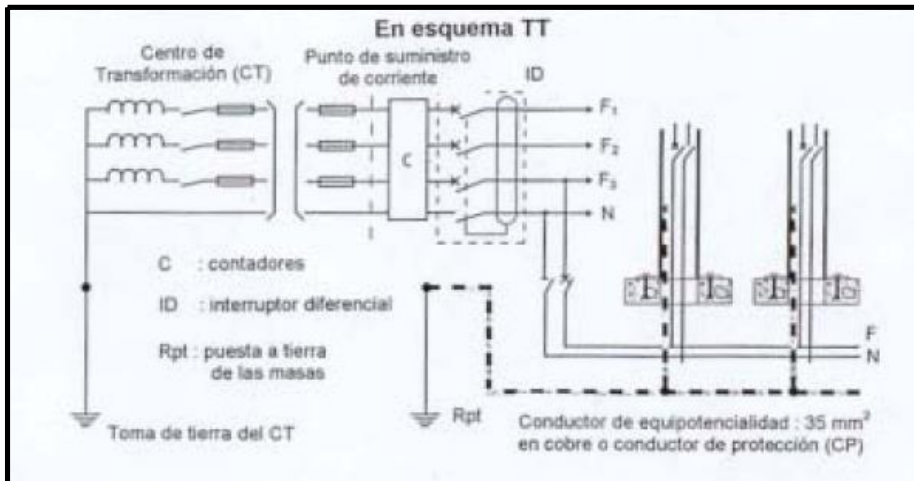 En esquema TT
Centro de
Transformación (CT)
Punto de suministro
de corriente
ID
F₁
F₂
F₃
N
C
C : contadores
ID : interruptor diferencial
Rpt : puesta a tierra
de las masas
F
N
Rpt
Toma de tierra del CT
Conductor de equipotencialidad : 35 mm²
en cobre o conductor de protección (CP)